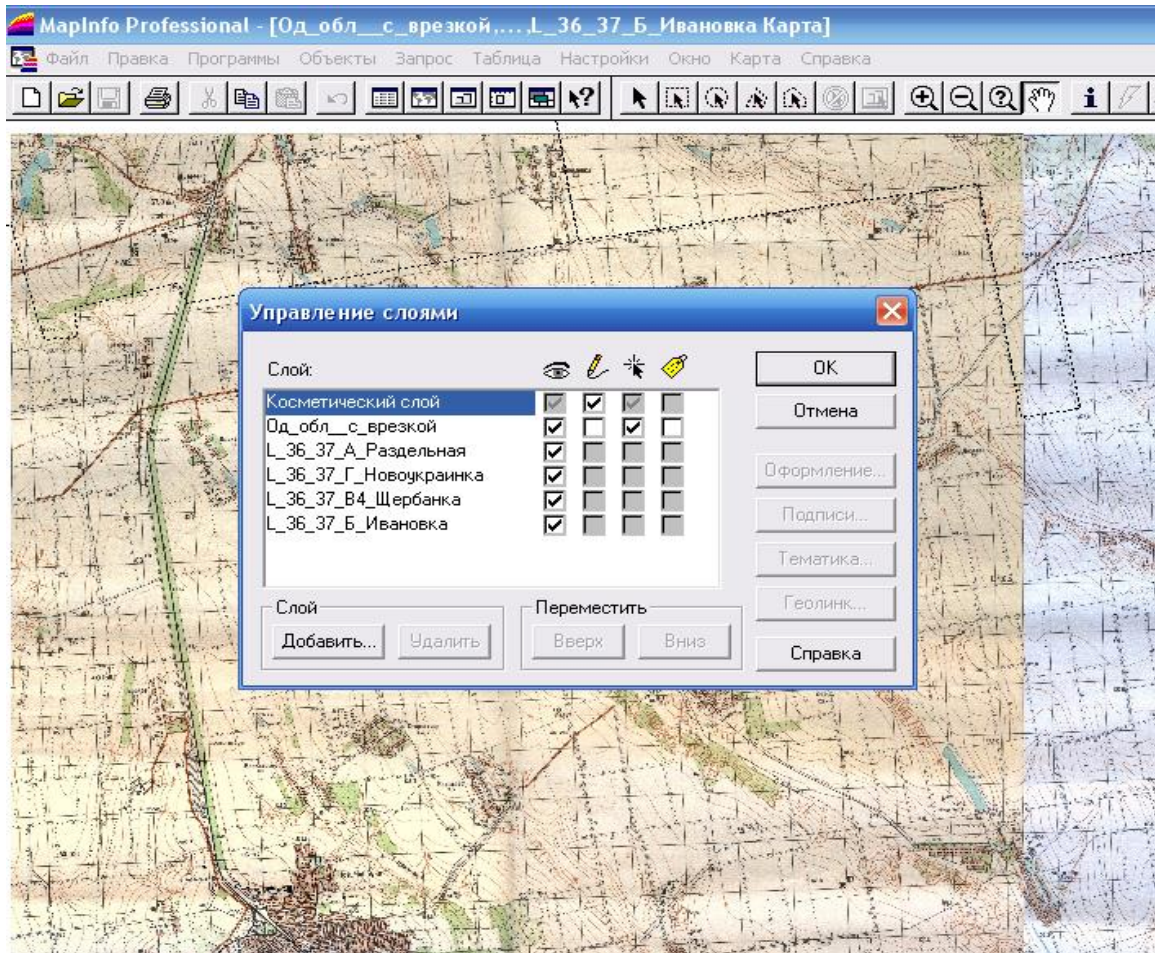 MapInfo Professional - [Од_обл__с_врезкой,...,L_36_37_Б_Ивановка Карта]
Файл Правка Программы Объекты Запрос Таблица Настройки Окно Карта Справка
Управление слоями
Слой:
Косметический слой
Од_обл__с_врезкой
L_36_37_А_Раздельная
L_36_37_Г_Новоукраинка
L_36_37_В4_Щербанка
L_36_37_Б_Ивановка
OK
Отмена
Оформление...
Подписи...
Тематика...
Геолинк...
Справка
Слой
Добавить...
Удалить
Переместить
Вверх
Вниз